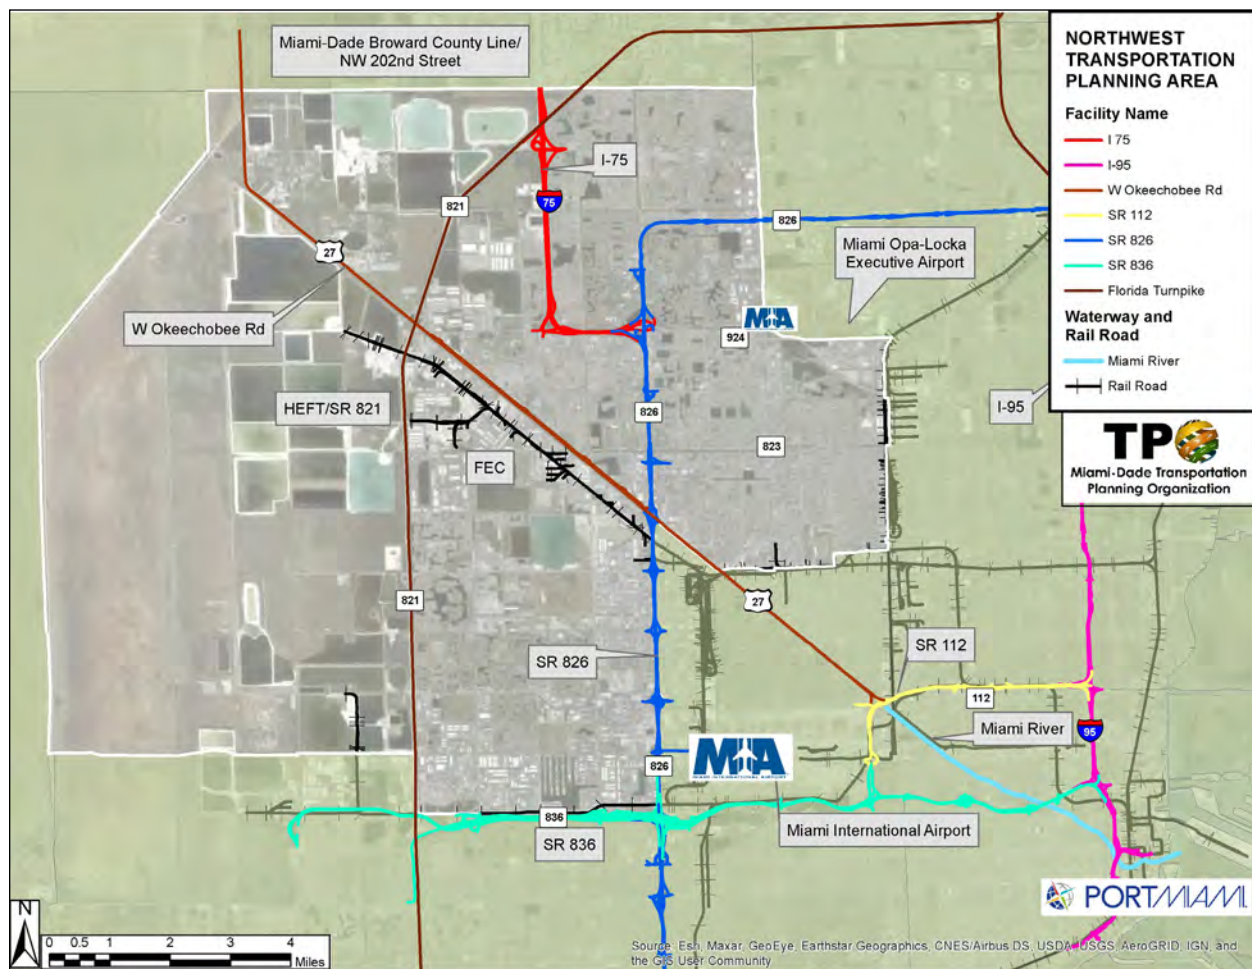 Miami-Dade Broward County Line/
NW 202nd Street
NORTHWEST
TRANSPORTATION
PLANNING AREA
Facility Name
I 75
I-95
W Okeechobee Rd
SR 112
SR 826
SR 836
Florida Turnpike
Waterway and
Rail Road
Miami River
Rail Road
TPO
Miami-Dade Transportation
Planning Organization
I-75
75
821
826
27
Miami Opa-Locka
Executive Airport
W Okeechobee Rd
MIA
924
HEFT/SR 821
826
I-95
823
FEC
821
27
SR 826
SR 112
112
Miami River
95
MIA
MIAMI INTERNATIONAL AIRPORT
826
836
SR 836
Miami International Airport
PORTMIAMI
N
0 0.5 1 2 3 4
Miles
Source: Esri, Maxar, GeoEye, Earthstar Geographics, CNES/Airbus DS, USDA, USGS, AeroGRID, IGN, and
the GIS User Community